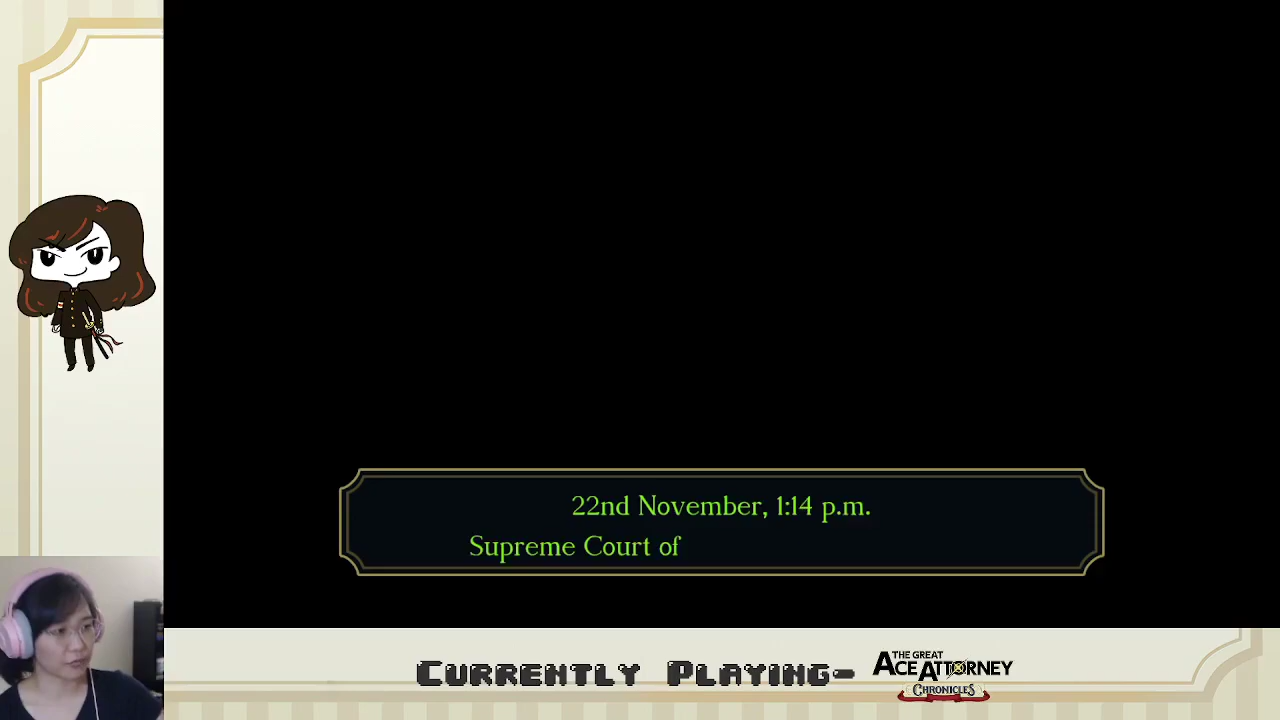 22nd November, 1:14 p.m.
Supreme Court of
Currently Playing-
THE GREAT
ACE ATTORNEY
CHRONICLES